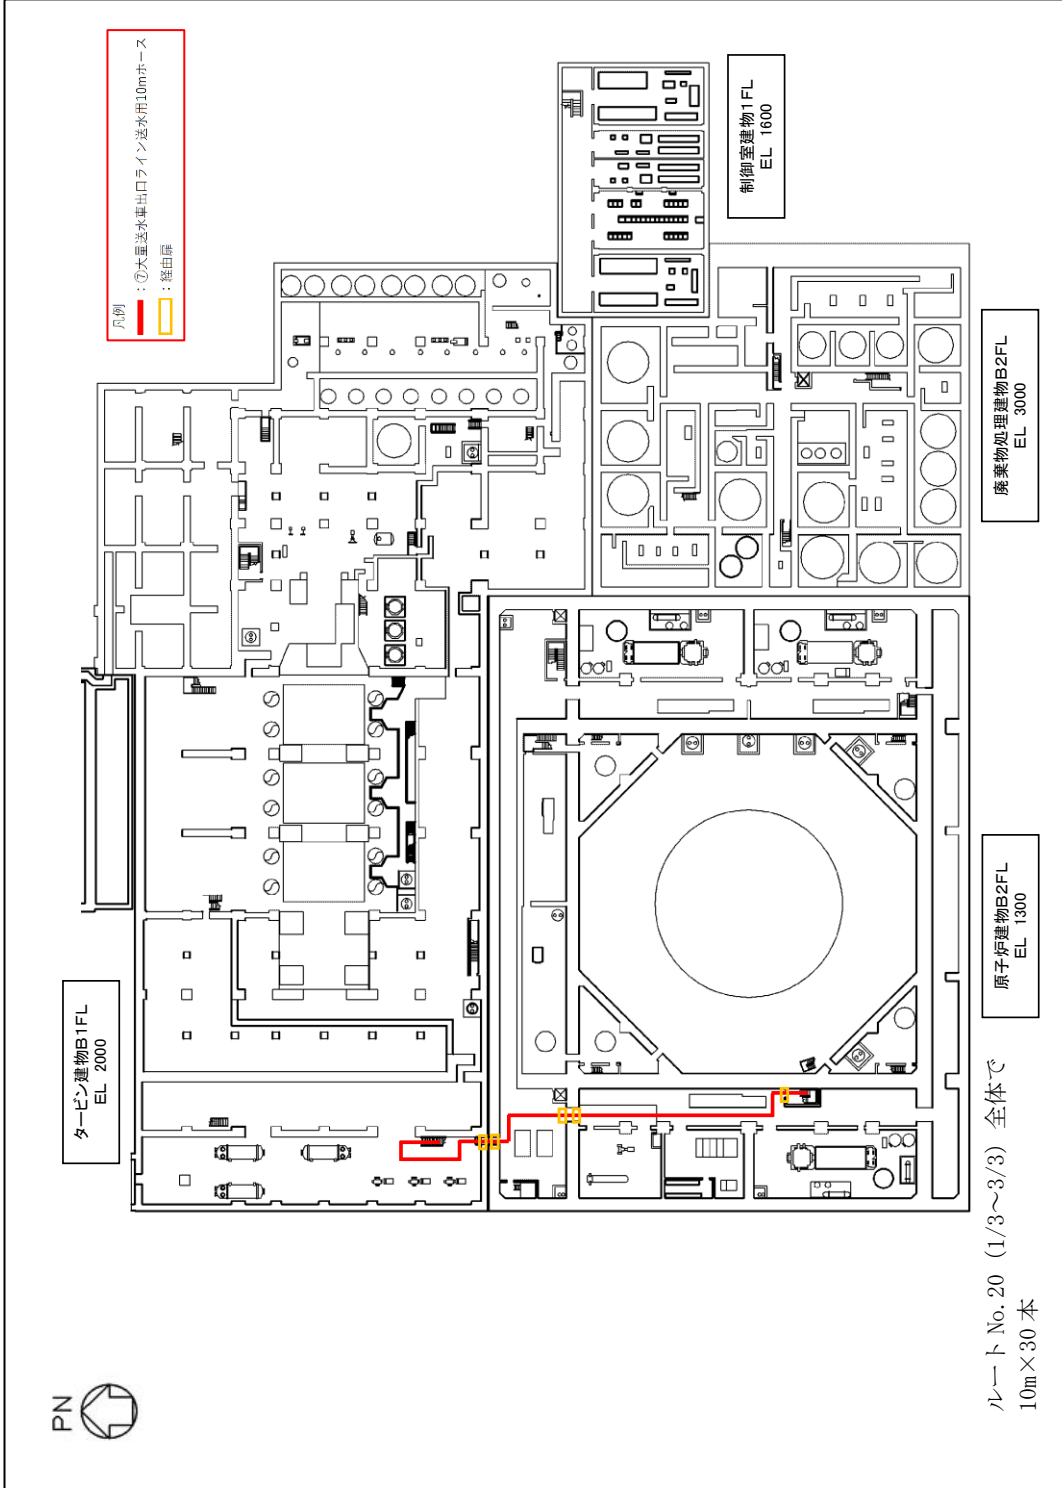 凡例
：⑦大量送水車出口ライン送水用10mホース
：経由扉
制御室建物1FL
EL 1600
廃棄物処理建物B2FL
EL 3000
タービン建物B1FL
EL 2000
原子炉建物B2FL
EL 1300
PN
ルート No. 20 (1/3～3/3) 全体で
10m×30 本